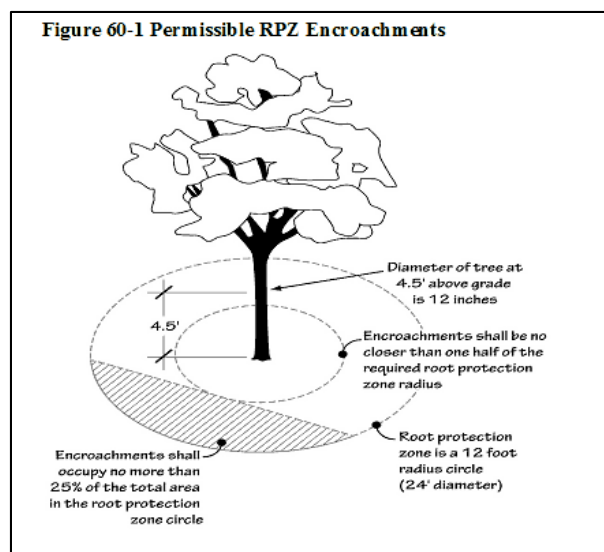 Figure 60-1 Permissible RPZ Encroachments
Diameter of tree at
4.5' above grade
is 12 inches
4.5'
Encroachments shall be no
closer than one half of the
required root protection
zone radius
Encroachments shall
occupy no more than
25% of the total area
in the root protection
zone circle
Root protection
zone is a 12 foot
radius circle
(24' diameter)